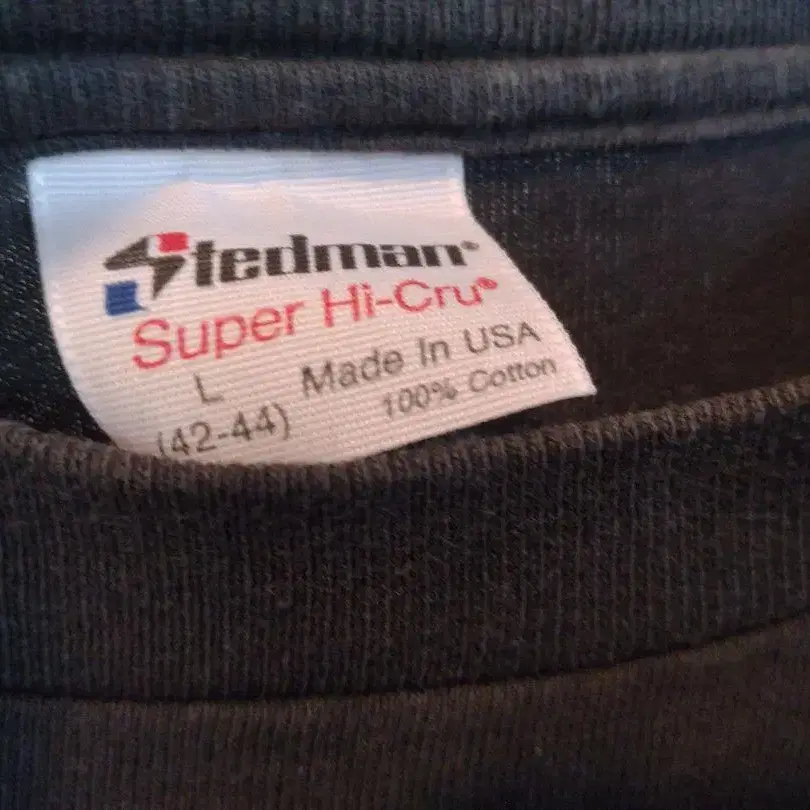 Stedman®
Super Hi-Cru®
L Made In USA
(42-44) 100% Cotton